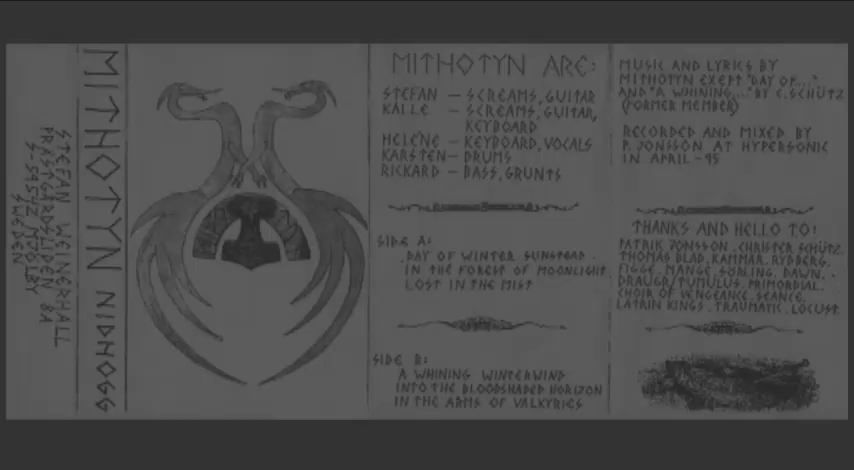 STEFAN WEINERHALL
PRÄSTGÅRDSLIDEN 8A
S-595 42 MJÖLBY
SWEDEN
MITHOTYN NIDHOGG
MITHOTYN ARE:
STEFAN – SCREAMS, GUITAR
KALLE – SCREAMS, GUITAR,
KEYBOARD
HELENE – KEYBOARD, VOCALS
KARSTEN – DRUMS
RICKARD – BASS, GRUNTS
SIDE A:
DAY OF WINTER SUNSTEAD
IN THE FOREST OF MOONLIGHT
LOST IN THE MIST
SIDE B:
A WHINING WINTERWIND
INTO THE BLOODSHADED HORIZON
IN THE ARMS OF VALKYRIES
MUSIC AND LYRICS BY
MITHOTYN EXEPT "DAY OF..."
AND "A WHINING..." BY C.SCHÜTZ
(FORMER MEMBER)
RECORDED AND MIXED BY
P. JONSSON AT HYPERSONIC
IN APRIL -95
THANKS AND HELLO TO:
PATRIK JONSSON, CHRISTER SCHÜTZ,
THOMAS BLAD, KAMMAR, RYDBERG,
FIGGE, MANGE SÖRLING, DAWN,
DRAUGR/TUMULUS, PRIMORDIAL,
CHOIR OF VENGEANCE, SEANCE,
LATRIN KINGS, TRAUMATIC, LOCUST